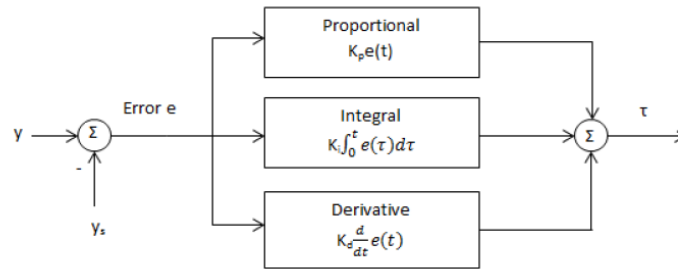 Proportional
Kₚe(t)
Error e
τ
Integral
Kᵢ∫₀ᵗ e(τ)dτ
y
Σ
Σ
-
Derivative
K_d d/dt e(t)
yₛ